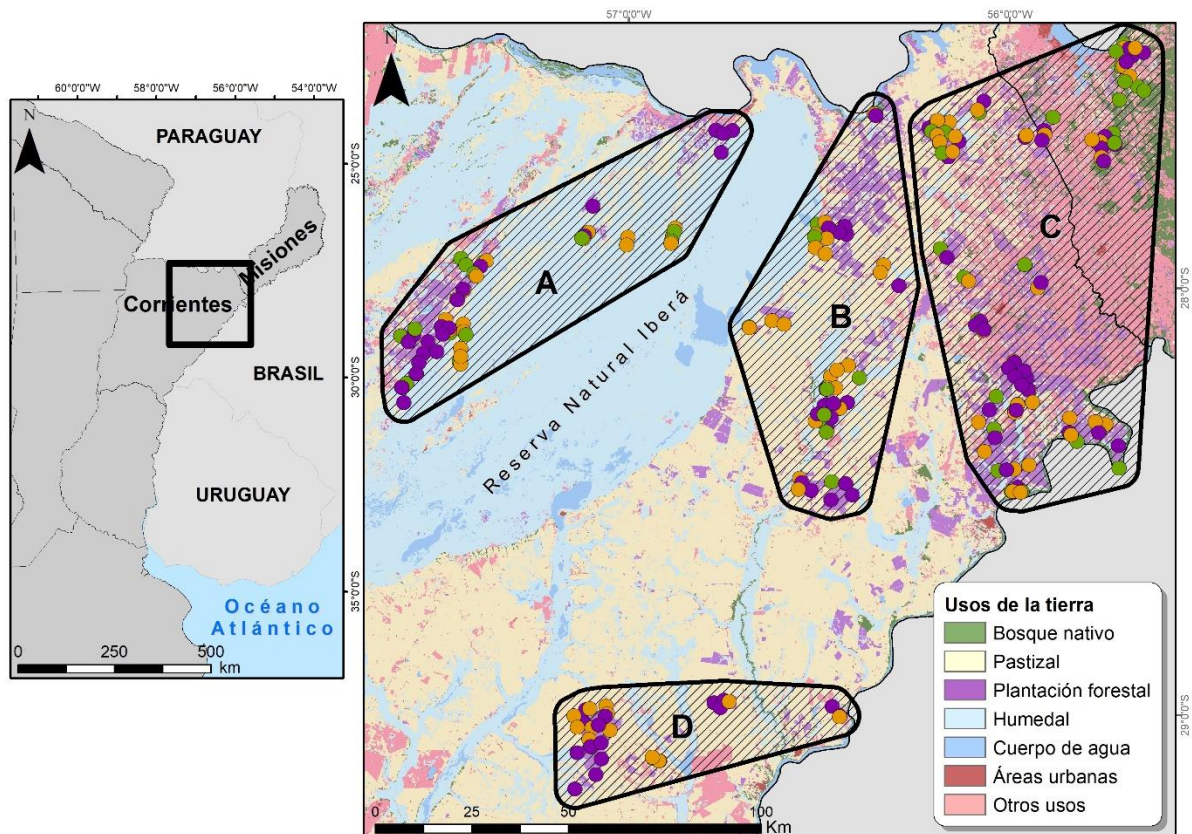 60°0'0"W 58°0'0"W 56°0'0"W 54°0'0"W
N
PARAGUAY
Misiones
Corrientes
BRASIL
URUGUAY
Océano
Atlántico
0 250 500
km
25°0'0"S
30°0'0"S
35°0'0"S
57°0'0"W 56°0'0"W
N
A
B
C
D
Reserva Natural Iberá
28°0'0"S
29°0'0"S
0 25 50 100
Km
Usos de la tierra
Bosque nativo
Pastizal
Plantación forestal
Humedal
Cuerpo de agua
Áreas urbanas
Otros usos